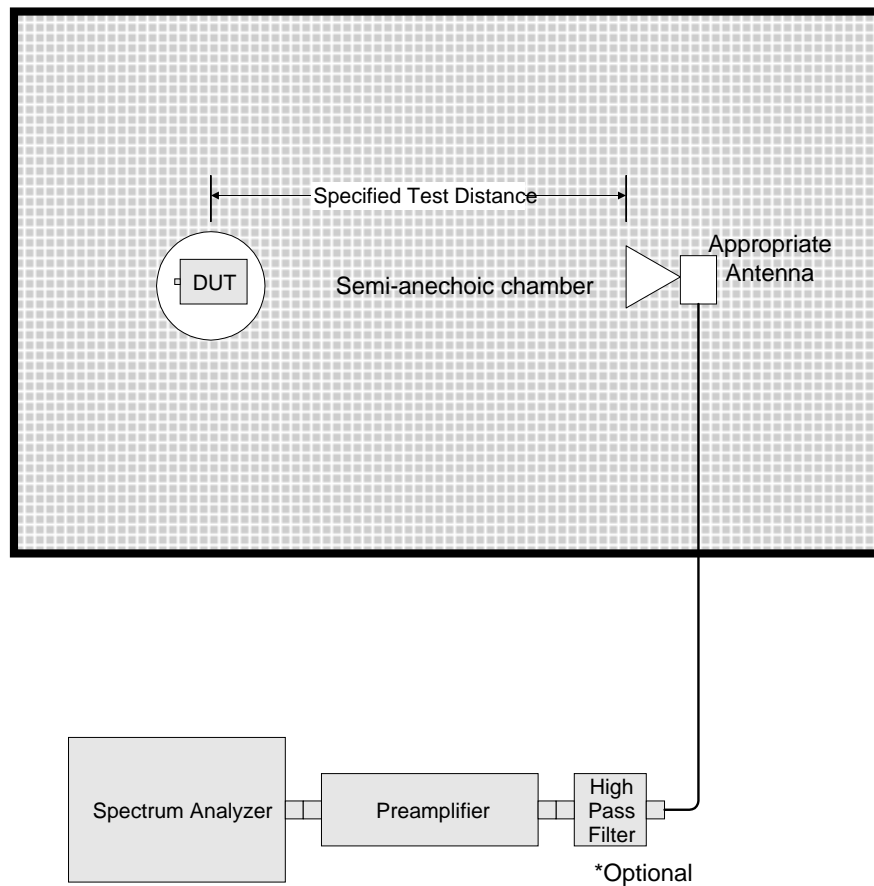 Specified Test Distance
Appropriate
Antenna
DUT
Semi-anechoic chamber
Spectrum Analyzer
Preamplifier
High
Pass
Filter
*Optional